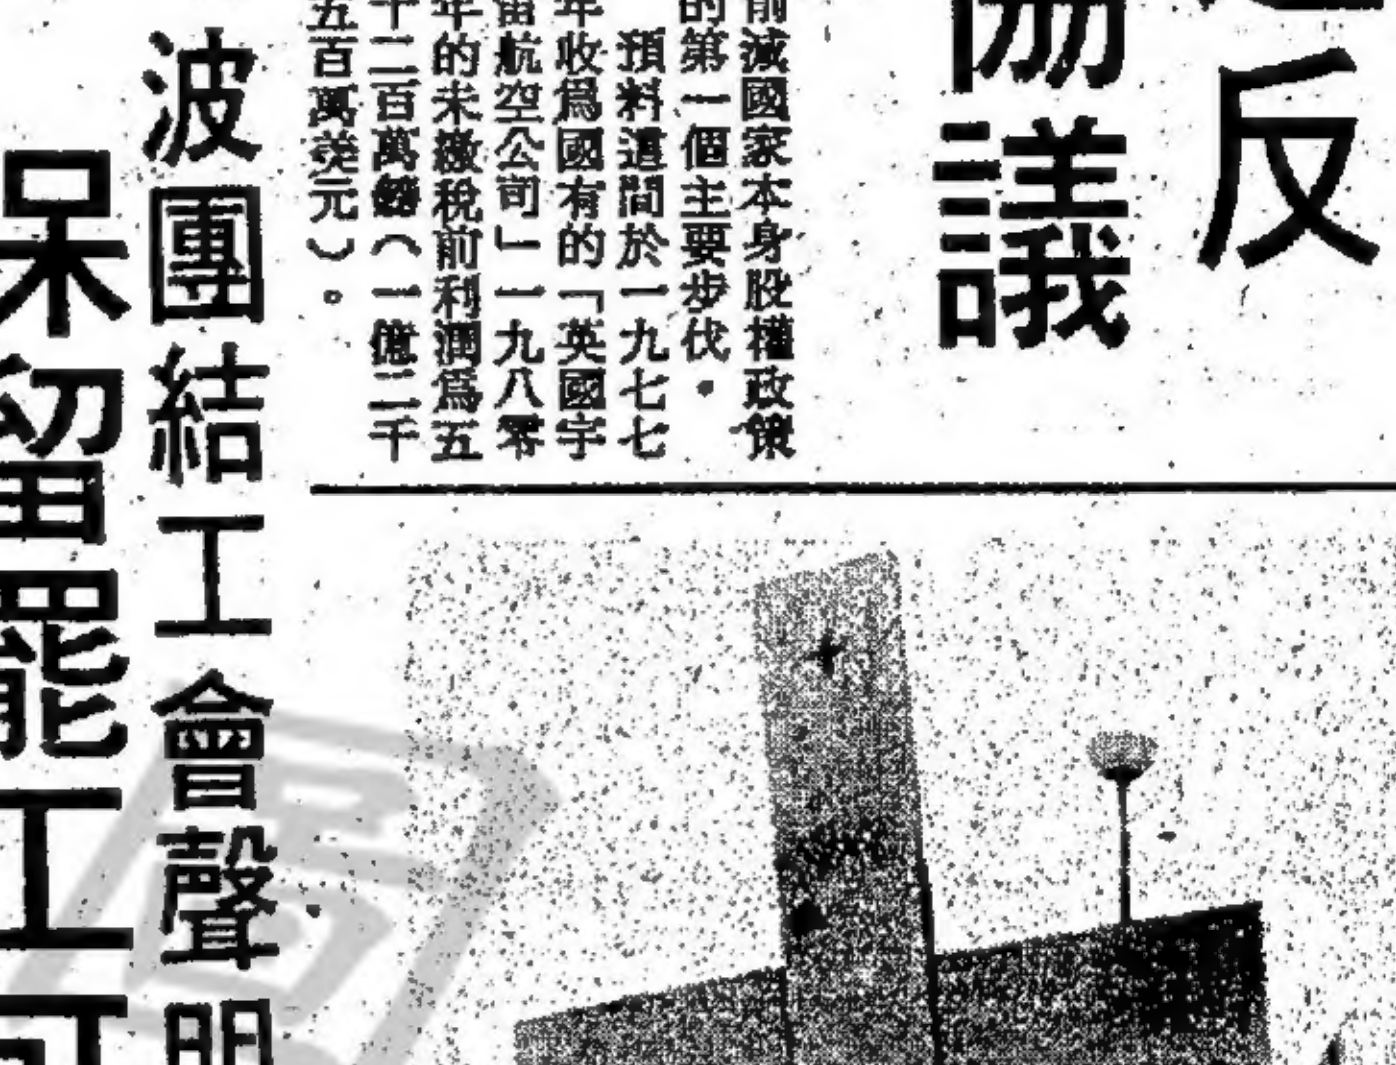 反
協議
前減國家本身股權政策
的第一個主要步伐。
預料這間於一九七七
年收爲國有的「英國宇
宙航空公司」一九八零
年的未繳稅前利潤爲五
千二百萬鎊（一億二千
五百萬美元）。
波團結工會聲明
保留罷工可